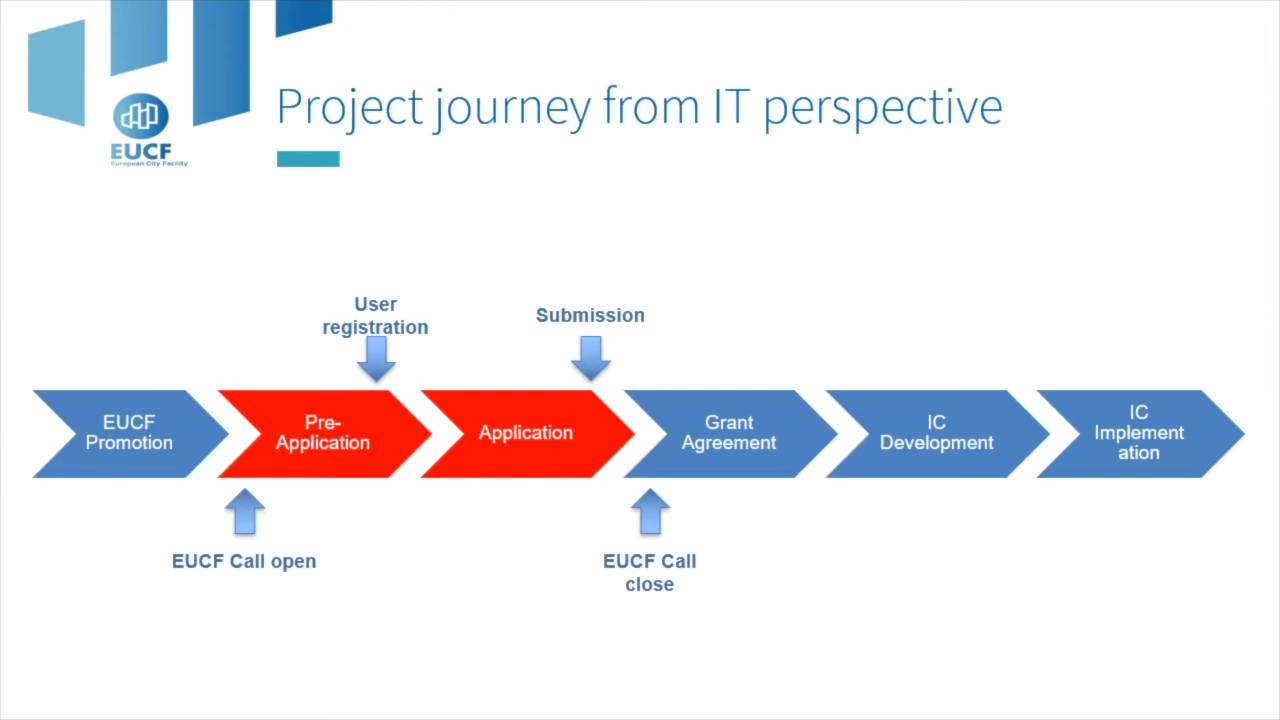 Project journey from IT perspective
EUCF
European City Facility
User
registration
Submission
EUCF
Promotion
Pre-
Application
Application
Grant
Agreement
IC
Development
IC
Implement
ation
EUCF Call open
EUCF Call
close